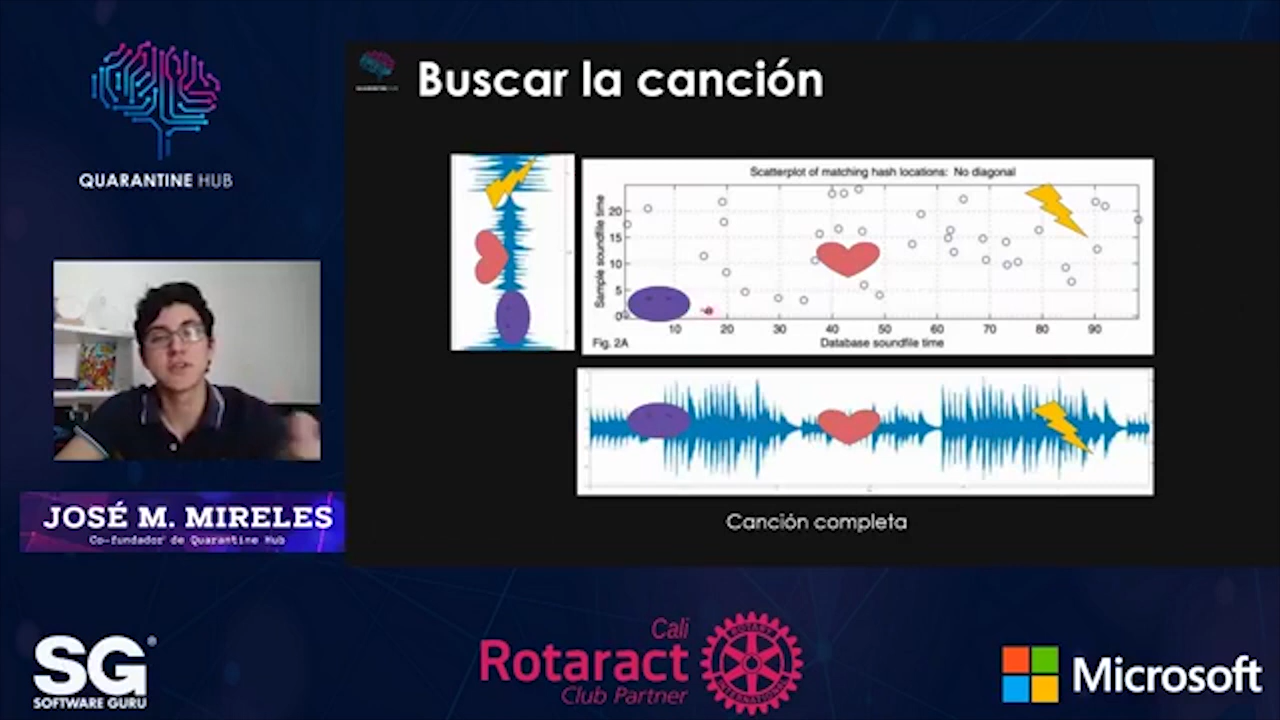 QUARANTINE HUB
Buscar la canción
Scatterplot of matching hash locations: No diagonal
Sample soundfile time
20
15
10
5
0
10 20 30 40 50 60 70 80 90
Fig. 2A
Database soundfile time
Canción completa
JOSÉ M. MIRELES
Co-fundador de Quarantine Hub
SG
SOFTWARE GURU
Cali
Rotaract
Club Partner
ROTARY
INTERNATIONAL
Microsoft